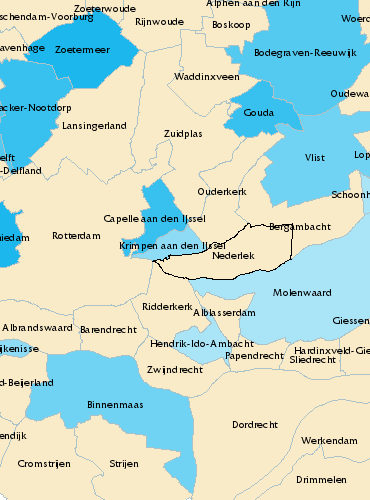 Alphen aan den Rijn
Zoeterwoude
schendam-Voorburg
Rijnwoude
Boskoop
Woerd
avenhage
Zoetermeer
Bodegraven-Reeuwijk
Waddinxveen
Oudewa
acker-Nootdorp
Gouda
Lansingerland
Zuidplas
elft
Vlist
Lop
-Delfland
Ouderkerk
Schoonh
Capelle aan den IJssel
Bergambacht
iedam
Rotterdam
Krimpen aan den IJssel
Nederlek
Molenwaard
Ridderkerk
Alblasserdam
Giessen
Albrandswaard
Barendrecht
Hendrik-Ido-Ambacht
ijkenisse
Papendrecht
Hardinxveld-Gie
Sliedrecht
Zwijndrecht
d-Beijerland
Binnenmaas
Dordrecht
endijk
Werkendam
Cromstrijen
Strijen
Drimmelen